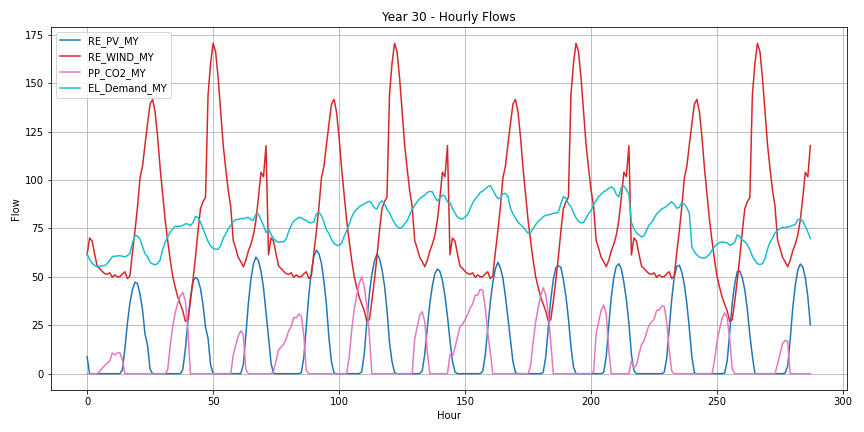 Year 30 - Hourly Flows
RE_PV_MY
RE_WIND_MY
PP_CO2_MY
EL_Demand_MY
175
150
125
100
75
50
25
0
Flow
0 50 100 150 200 250 300
Hour